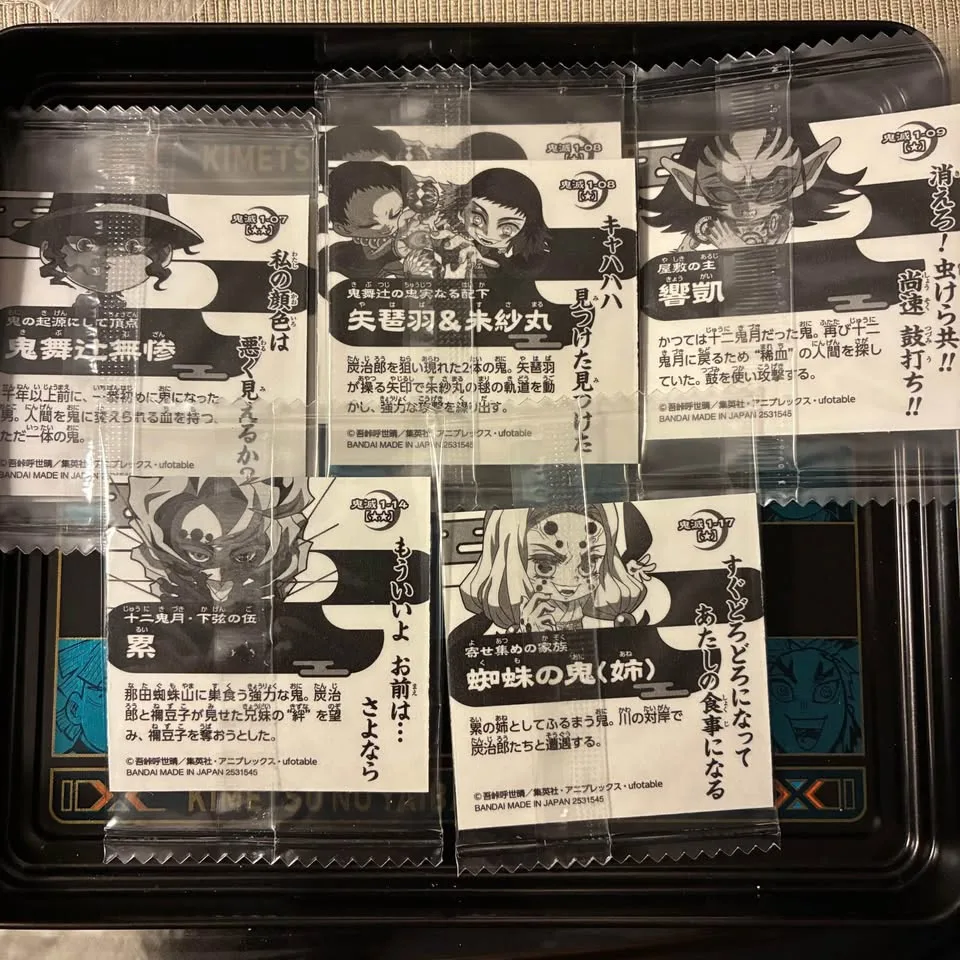 KIMETS
鬼滅 1-07
[★★]
私の顔色は
悪く見えるか?
鬼の起源にして頂点
鬼舞辻無惨
千年以上前に、一番初めに鬼になった
男。人間を鬼に変えられる血を持つ、
ただ一体の鬼。
©吾峠呼世晴/集英社・アニプレックス・ufotable
BANDAI MADE IN JAPAN
鬼滅 1-08
鬼滅 1-08
[★]
キャハハハ
見つけた見つけた
鬼舞辻の忠実なる配下
矢琶羽&朱紗丸
炭治郎を狙い現れた2体の鬼。矢琶羽
が操る矢印で朱紗丸の毬の軌道を動
かし、強力な攻撃を繰り出す。
©吾峠呼世晴/集英社・アニプレックス・ufotable
BANDAI MADE IN JAPAN 2531545
鬼滅 1-09
[★]
消えろ!虫けら共!!
尚速 鼓打ち!!
屋敷の主
響凱
かつては十二鬼月だった鬼。再び十二
鬼月に戻るため“稀血”の人間を探し
ていた。鼓を使い攻撃する。
©吾峠呼世晴/集英社・アニプレックス・ufotable
BANDAI MADE IN JAPAN 2531545
鬼滅 1-14
[★★]
もういいよ お前は…
さよなら
十二鬼月・下弦の伍
累
那田蜘蛛山に巣食う強力な鬼。炭治
郎と禰豆子が見せた兄妹の“絆”を望
み、禰豆子を奪おうとした。
©吾峠呼世晴/集英社・アニプレックス・ufotable
BANDAI MADE IN JAPAN 2531545
鬼滅 1-17
[★]
すぐどろどろになって
あたしの食事になる
寄せ集めの家族
蜘蛛の鬼(姉)
累の姉としてふるまう鬼。川の対岸で
炭治郎たちと遭遇する。
©吾峠呼世晴/集英社・アニプレックス・ufotable
BANDAI MADE IN JAPAN 2531545
KIMETSU NO YAIB